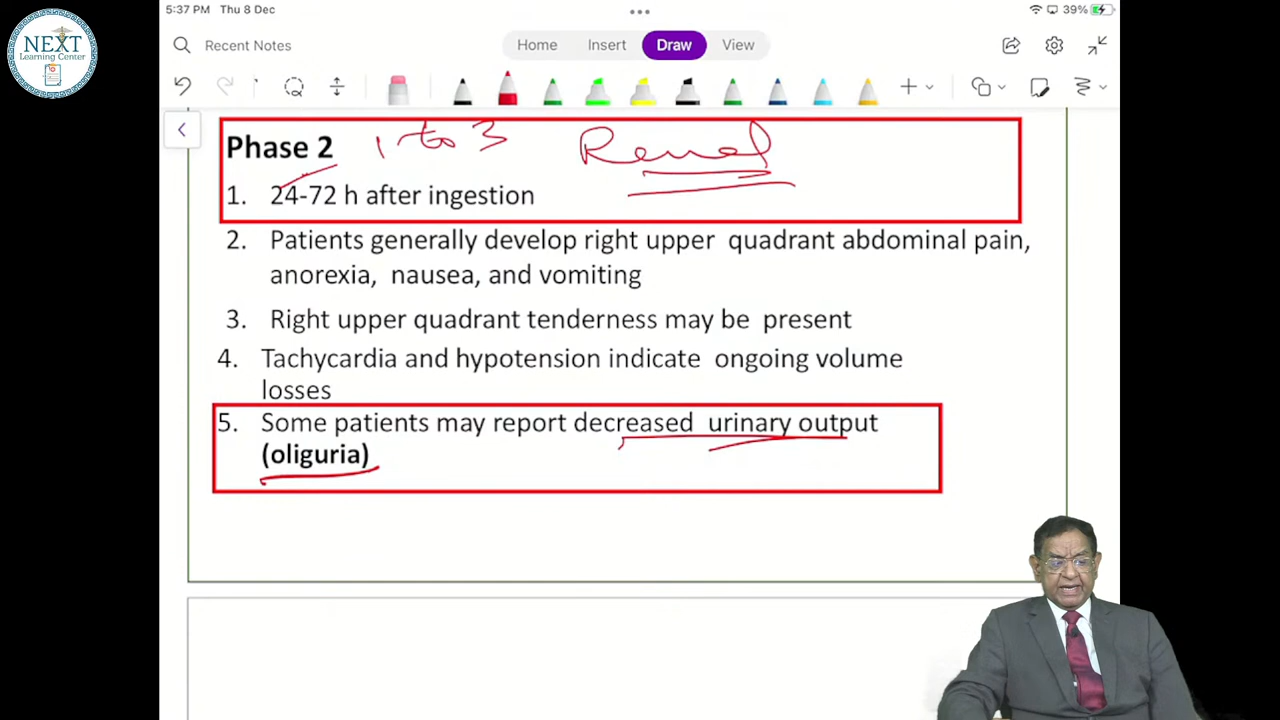 5:37 PM Thu 8 Dec
39%
NEXT
Learning Center
Recent Notes
Home Insert Draw View
Phase 2 1 to 3 Renal
1. 24-72 h after ingestion
2. Patients generally develop right upper quadrant abdominal pain,
anorexia, nausea, and vomiting
3. Right upper quadrant tenderness may be present
4. Tachycardia and hypotension indicate ongoing volume
losses
5. Some patients may report decreased urinary output
(oliguria)